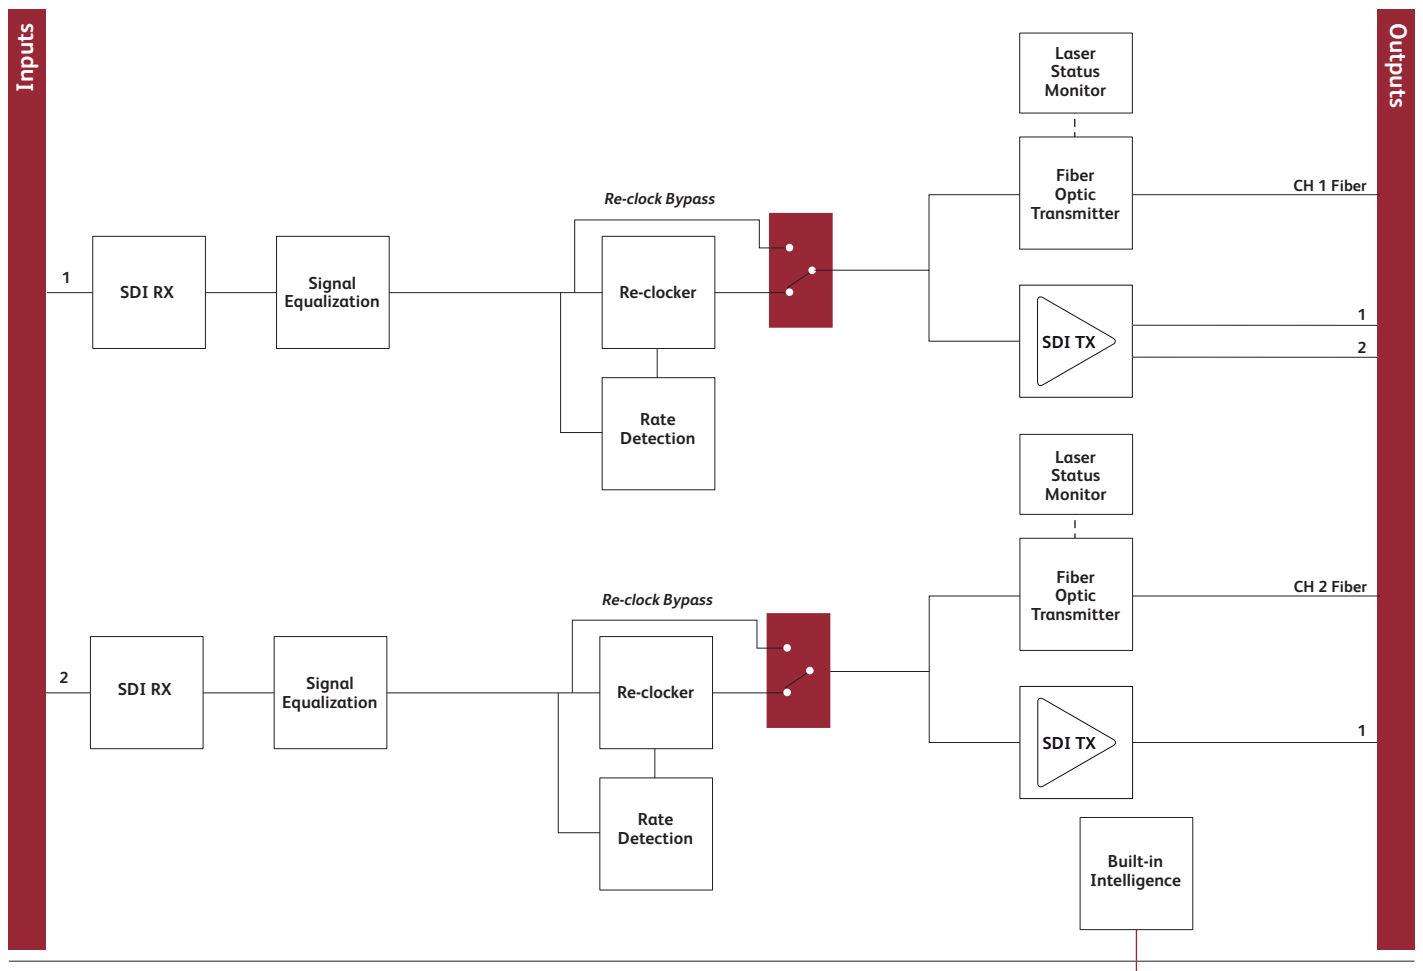 Inputs
Outputs
Laser
Status
Monitor
Fiber
Optic
Transmitter
CH 1 Fiber
Re-clock Bypass
1
SDI RX
Signal
Equalization
Re-clocker
Rate
Detection
SDI TX
1
2
Laser
Status
Monitor
Fiber
Optic
Transmitter
CH 2 Fiber
Re-clock Bypass
2
SDI RX
Signal
Equalization
Re-clocker
Rate
Detection
SDI TX
1
Built-in
Intelligence